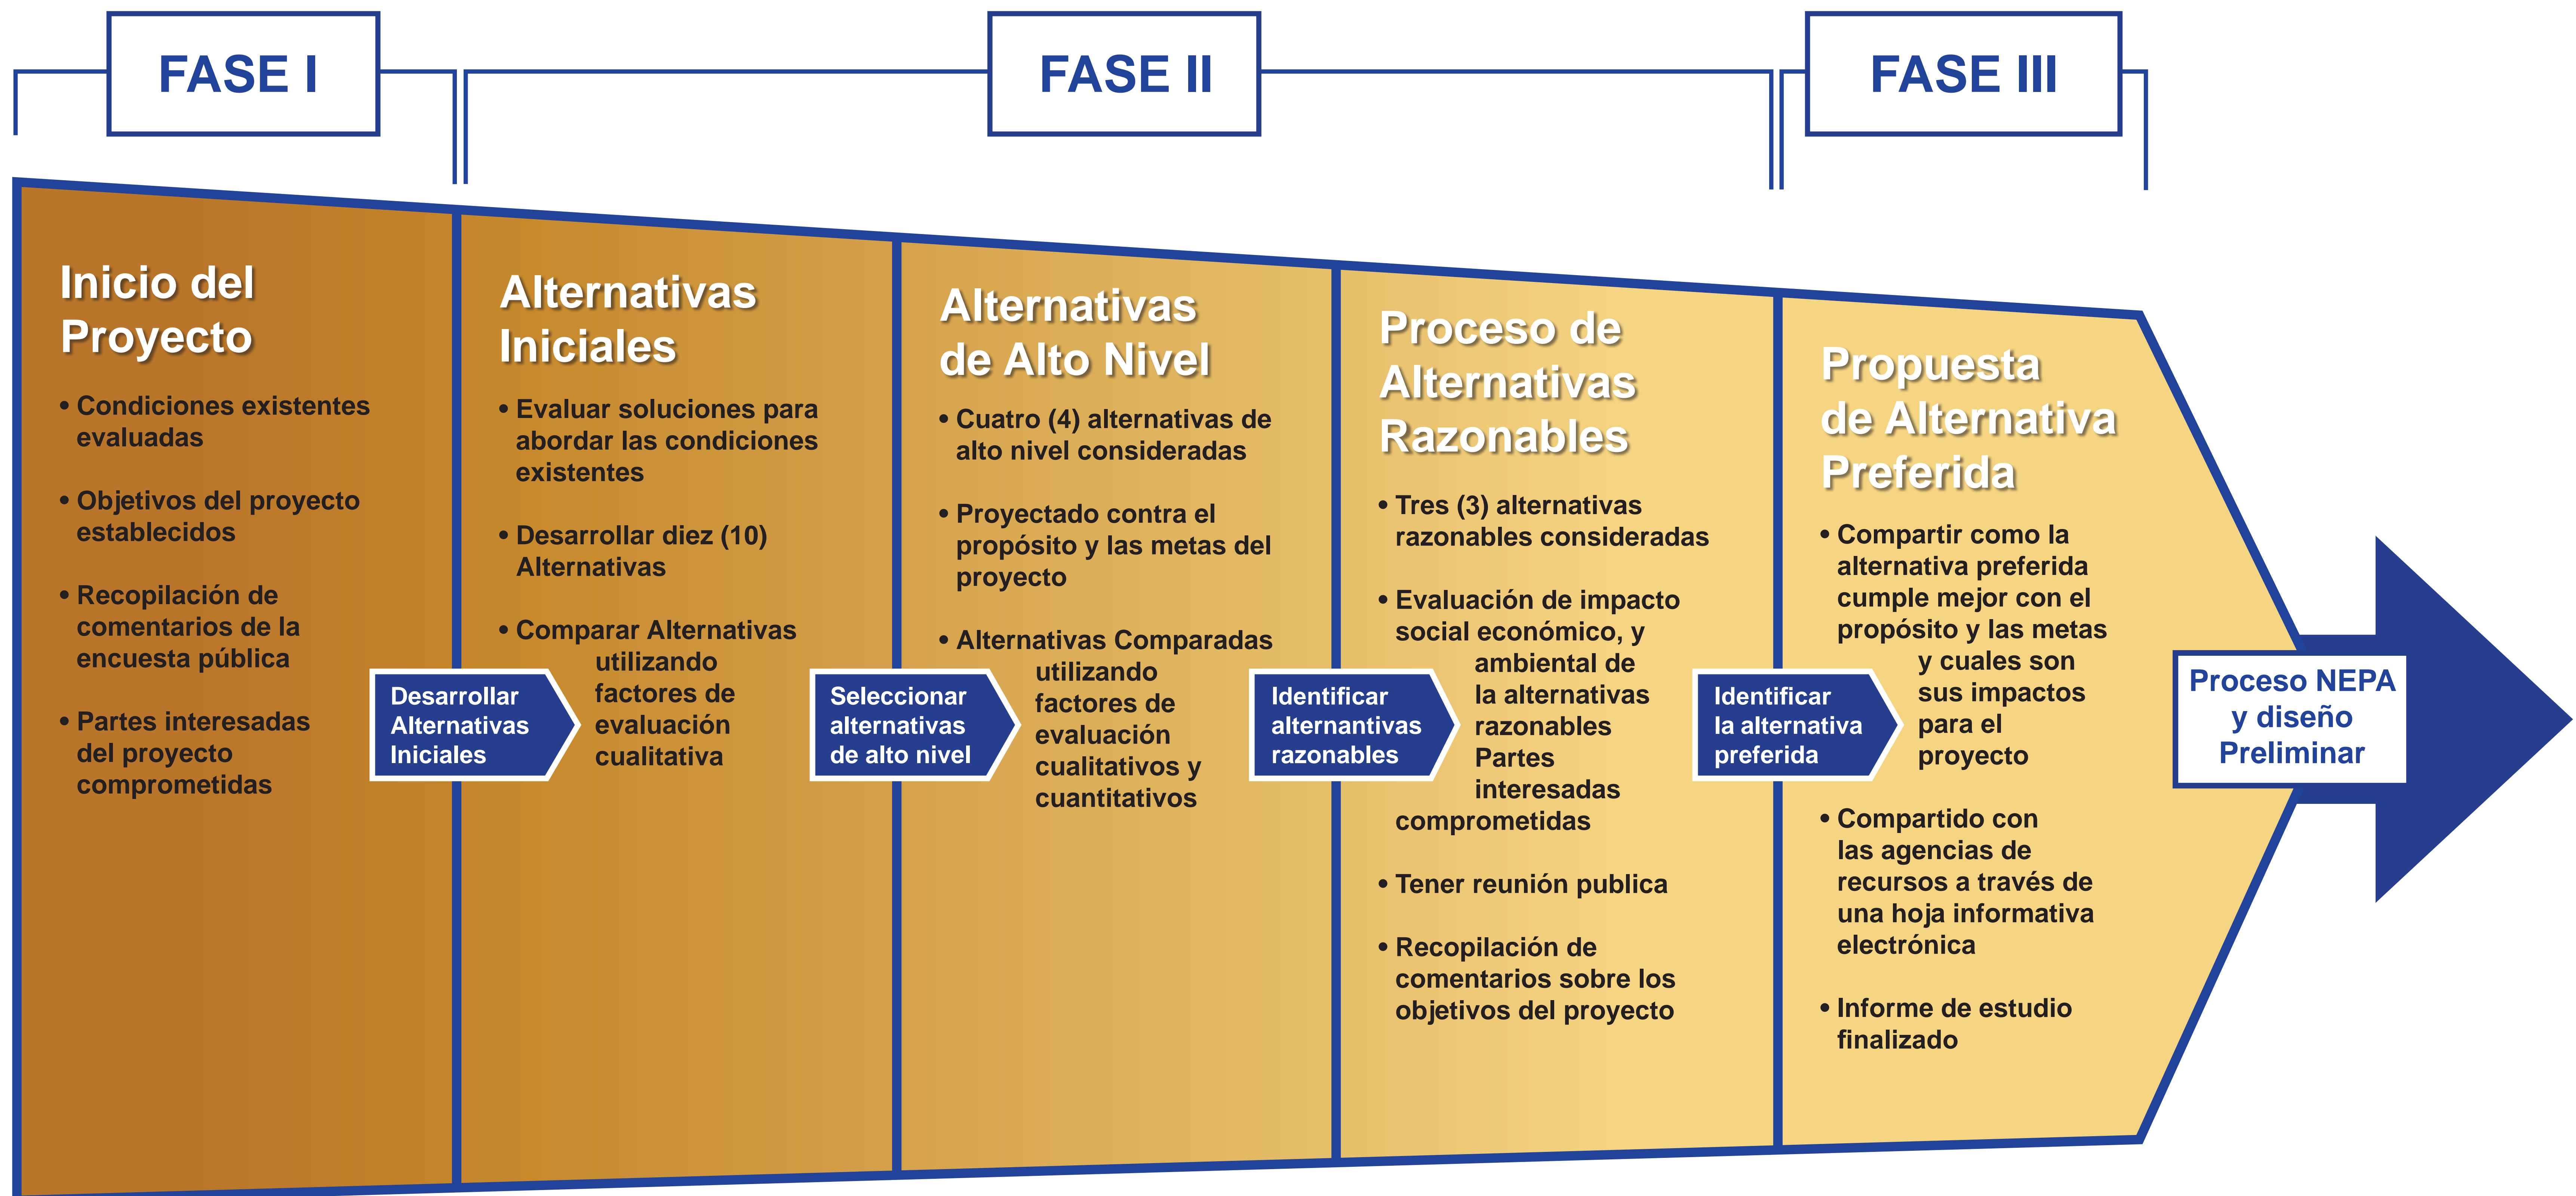 FASE I
FASE II
FASE III
Inicio del
Proyecto
• Condiciones existentes
evaluadas
• Objetivos del proyecto
establecidos
• Recopilación de
comentarios de la
encuesta pública
• Partes interesadas
del proyecto
comprometidas
Desarrollar
Alternativas
Iniciales
Alternativas
Iniciales
• Evaluar soluciones para
abordar las condiciones
existentes
• Desarrollar diez (10)
Alternativas
• Comparar Alternativas
utilizando
factores de
evaluación
cualitativa
Seleccionar
alternativas
de alto nivel
Alternativas
de Alto Nivel
• Cuatro (4) alternativas de
alto nivel consideradas
• Proyectado contra el
propósito y las metas del
proyecto
• Alternativas Comparadas
utilizando
factores de
evaluación
cualitativos y
cuantitativos
Identificar
alternantivas
razonables
Proceso de
Alternativas
Razonables
• Tres (3) alternativas
razonables consideradas
• Evaluación de impacto
social económico, y
ambiental de
la alternativas
razonables
Partes
interesadas
comprometidas
• Tener reunión publica
• Recopilación de
comentarios sobre los
objetivos del proyecto
Identificar
la alternativa
preferida
Propuesta
de Alternativa
Preferida
• Compartir como la
alternativa preferida
cumple mejor con el
propósito y las metas
y cuales son
sus impactos
para el
proyecto
• Compartido con
las agencias de
recursos a través de
una hoja informativa
electrónica
• Informe de estudio
finalizado
Proceso NEPA
y diseño
Preliminar